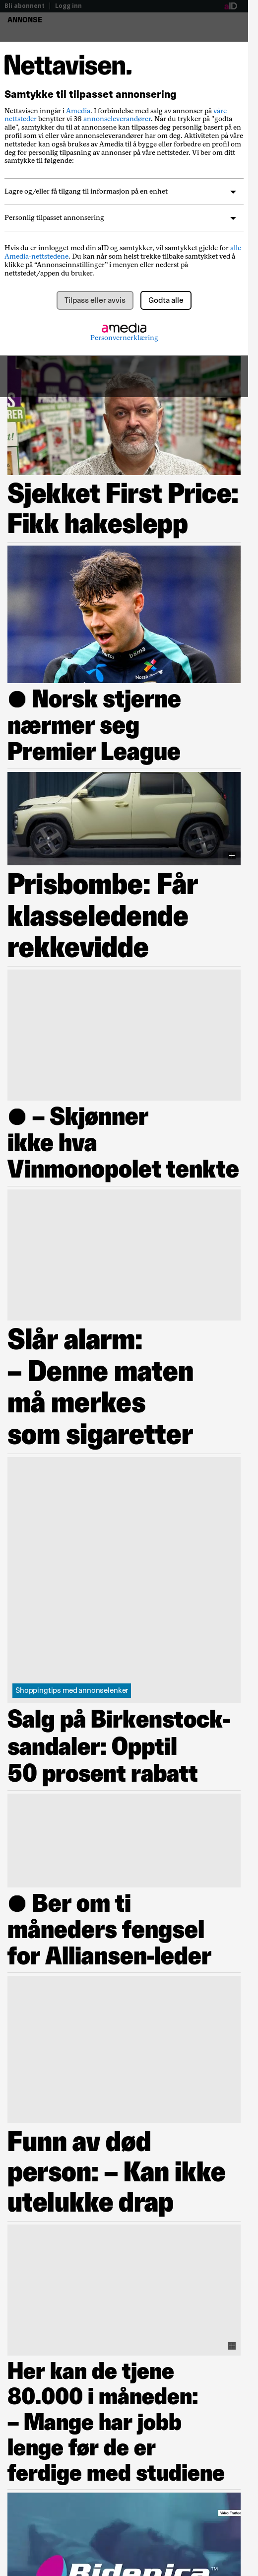 Bli abonnent | Logg inn
aID
ANNONSE
Nettavisen.
Samtykke til tilpasset annonsering
Nettavisen inngår i Amedia. I forbindelse med salg av annonser på våre
nettsteder benytter vi 36 annonseleverandører. Når du trykker på "godta
alle", samtykker du til at annonsene kan tilpasses deg personlig basert på en
profil som vi eller våre annonseleverandører har om deg. Aktiviteten på våre
nettsteder kan også brukes av Amedia til å bygge eller forbedre en profil om
deg for personlig tilpasning av annonser på våre nettsteder. Vi ber om ditt
samtykke til følgende:
Lagre og/eller få tilgang til informasjon på en enhet
Personlig tilpasset annonsering
Hvis du er innlogget med din aID og samtykker, vil samtykket gjelde for alle
Amedia-nettstedene. Du kan når som helst trekke tilbake samtykket ved å
klikke på “Annonseinnstillinger” i menyen eller nederst på
nettstedet/appen du bruker.
Tilpass eller avvis
Godta alle
amedia
Personvernerklæring
Sjekket First Price:
Fikk hakeslepp
● Norsk stjerne
nærmer seg
Premier League
Prisbombe: Får
klasseledende
rekkevidde
● – Skjønner
ikke hva
Vinmonopolet tenkte
Slår alarm:
– Denne maten
må merkes
som sigaretter
Shoppingtips med annonselenker
Salg på Birkenstock-
sandaler: Opptil
50 prosent rabatt
● Ber om ti
måneders fengsel
for Alliansen-leder
Funn av død
person: – Kan ikke
utelukke drap
Her kan de tjene
80.000 i måneden:
– Mange har jobb
lenge før de er
ferdige med studiene